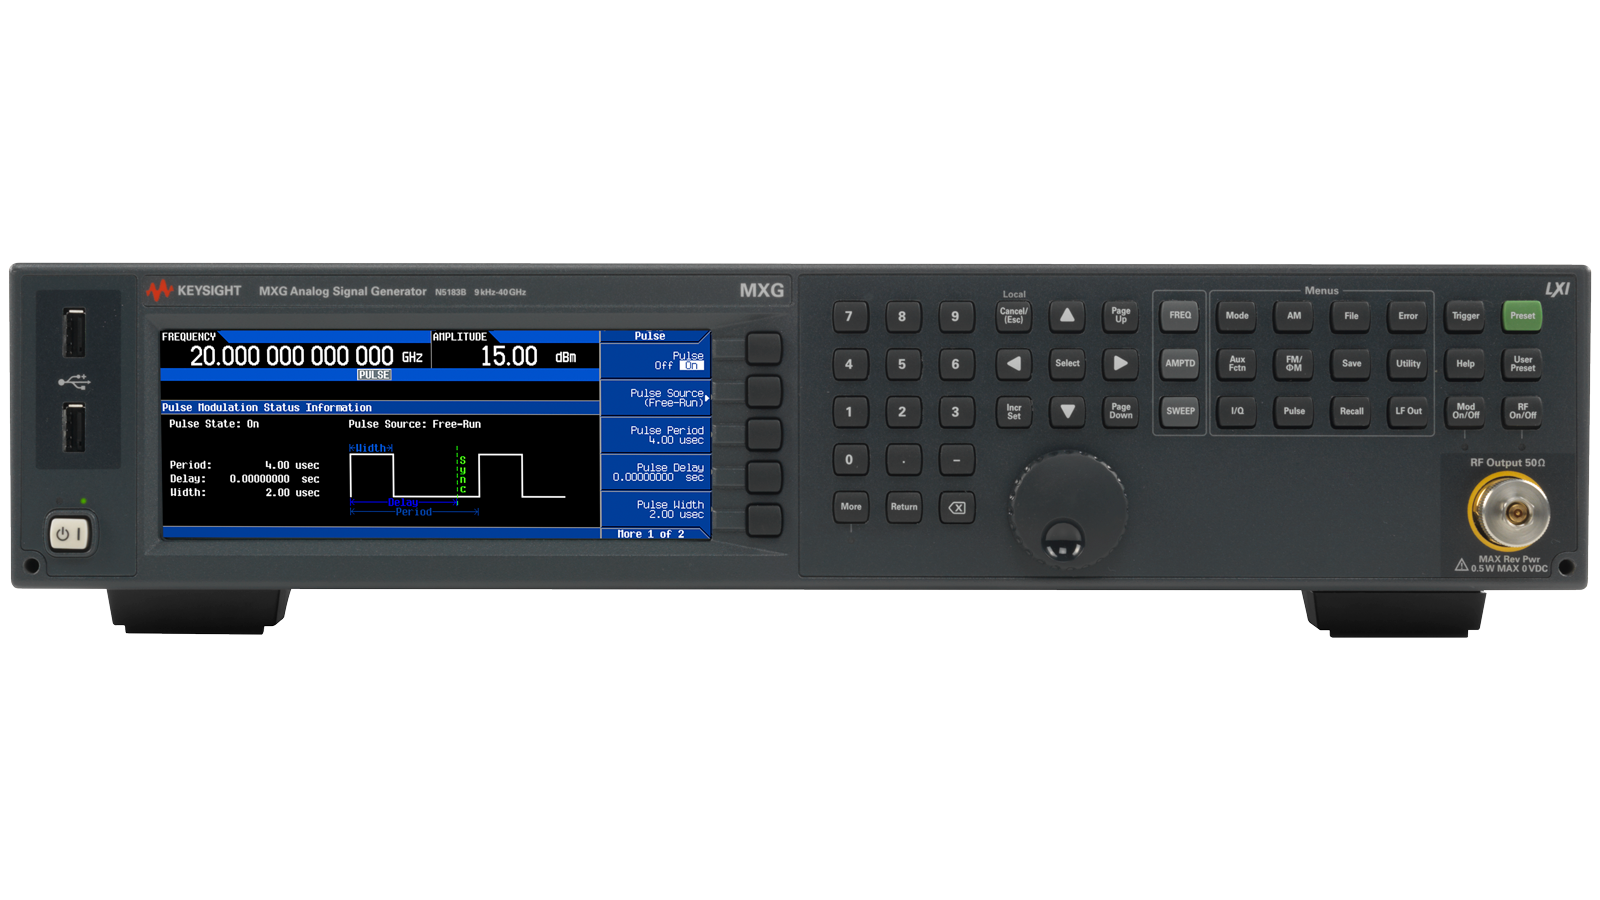 KEYSIGHT MXG Analog Signal Generator N5183B 9 kHz-40 GHz MXG
LXI
FREQUENCY
20.000 000 000 000 GHz
AMPLITUDE
15.00 dBm
PULSE
Pulse Modulation Status Information
Pulse State: On Pulse Source: Free-Run
Period: 4.00 usec
Delay: 0.00000000 sec
Width: 2.00 usec
Width
Sync
Delay
Period
Pulse
Pulse
Off On
Pulse Source
(Free-Run)
Pulse Period
4.00 usec
Pulse Delay
0.00000000 sec
Pulse Width
2.00 usec
More 1 of 2
7 8 9
4 5 6
1 2 3
0 . −
More Return
Local
Cancel/
(Esc)
Page
Up
Select
Incr
Set
Page
Down
FREQ
AMPTD
SWEEP
Menus
Mode AM File Error
Aux
Fctn
FM/
ΦM
Save Utility
I/Q Pulse Recall LF Out
Trigger Preset
Help User
Preset
Mod
On/Off
RF
On/Off
RF Output 50Ω
MAX Rev Pwr
0.5 W MAX 0 VDC